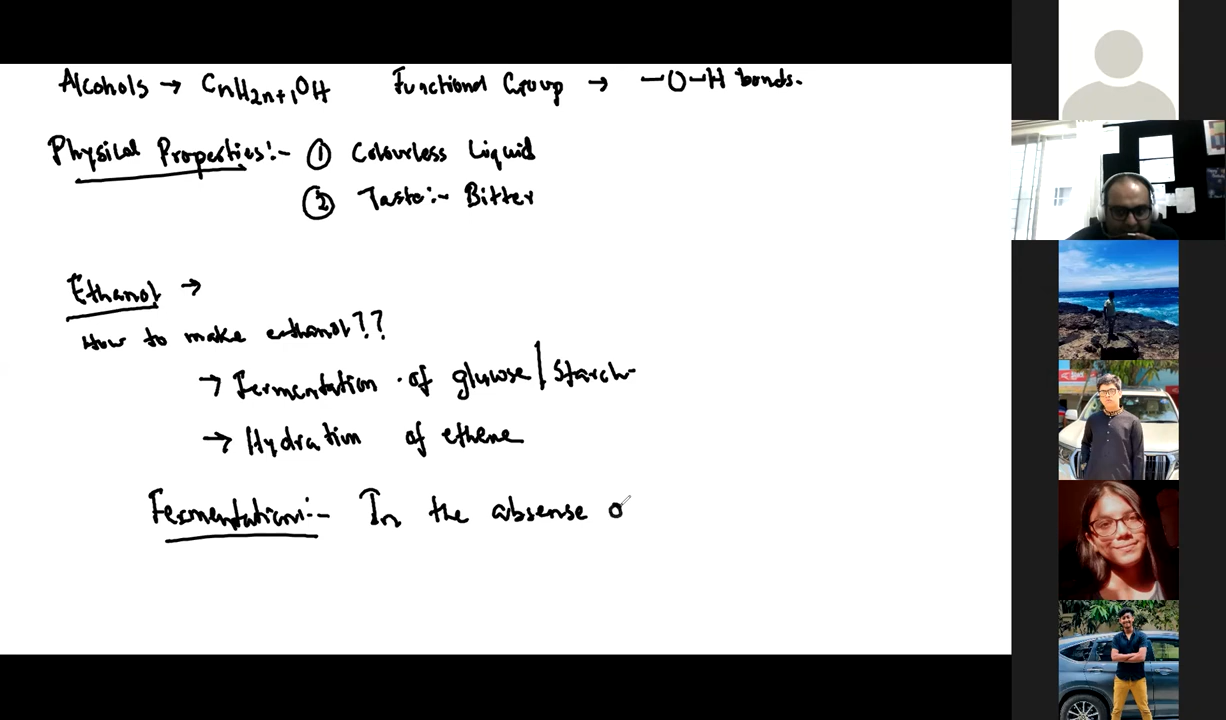 Alcohols → CnH2n+1OH Functional Group → —O—H bonds.
Physical Properties:- ① Colourless Liquid
② Taste:- Bitter
Ethanol →
How to make ethanol??
→ Fermentation of glucose/Starch
→ Hydration of ethene
Fermentation:- In the absense o